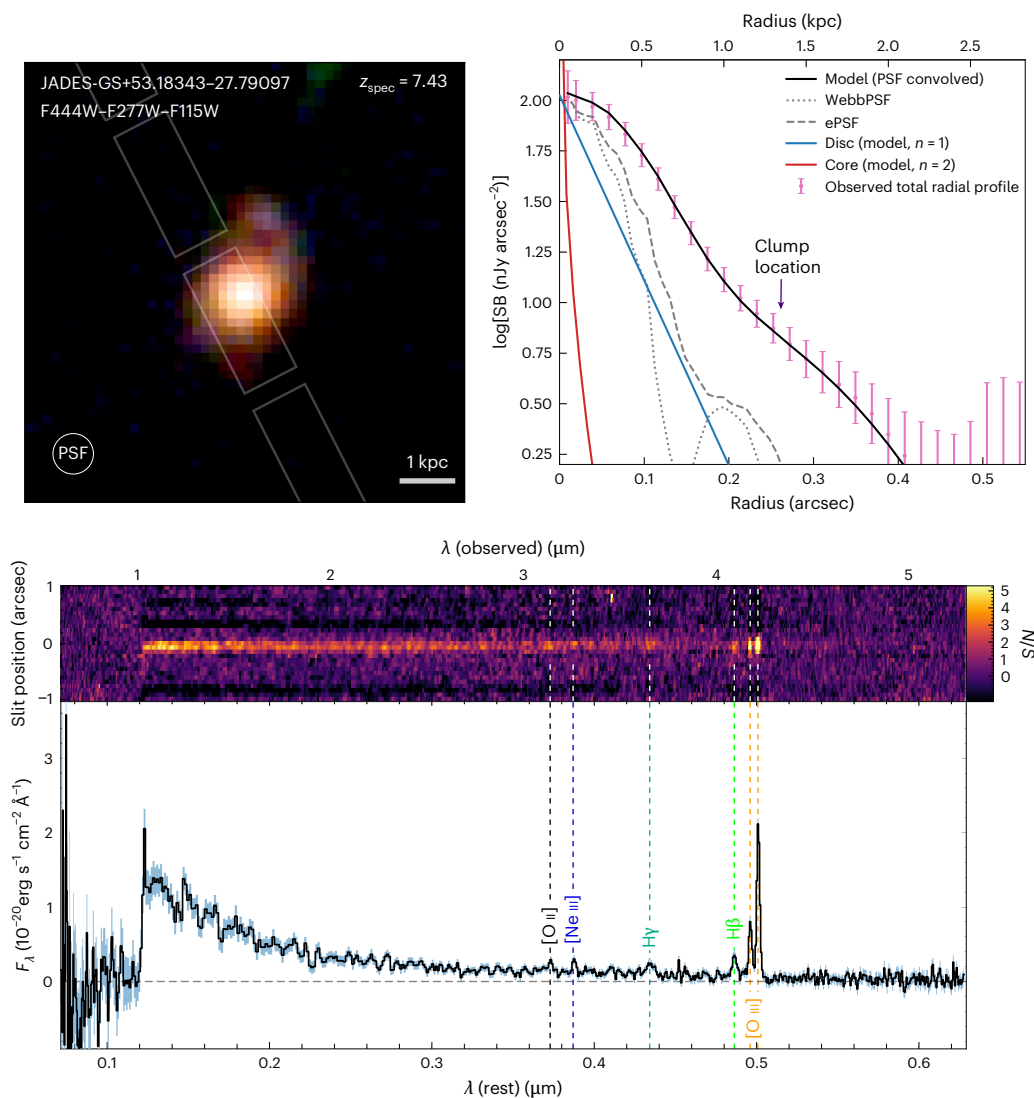 JADES-GS+53.18343–27.79097
z_spec = 7.43
F444W–F277W–F115W
PSF
1 kpc
Radius (kpc)
0 0.5 1.0 1.5 2.0 2.5
log[SB (nJy arcsec⁻²)]
2.00
1.75
1.50
1.25
1.00
0.75
0.50
0.25
Model (PSF convolved)
WebbPSF
ePSF
Disc (model, n = 1)
Core (model, n = 2)
Observed total radial profile
Clump
location
0 0.1 0.2 0.3 0.4 0.5
Radius (arcsec)
λ (observed) (μm)
1 2 3 4 5
Slit position (arcsec)
1
0
−1
5
4
3
2
1
0
S/N
Fλ (10⁻²⁰ erg s⁻¹ cm⁻² Å⁻¹)
3
2
1
0
[O II]
[Ne III]
Hγ
Hβ
[O III]
0.1 0.2 0.3 0.4 0.5 0.6
λ (rest) (μm)